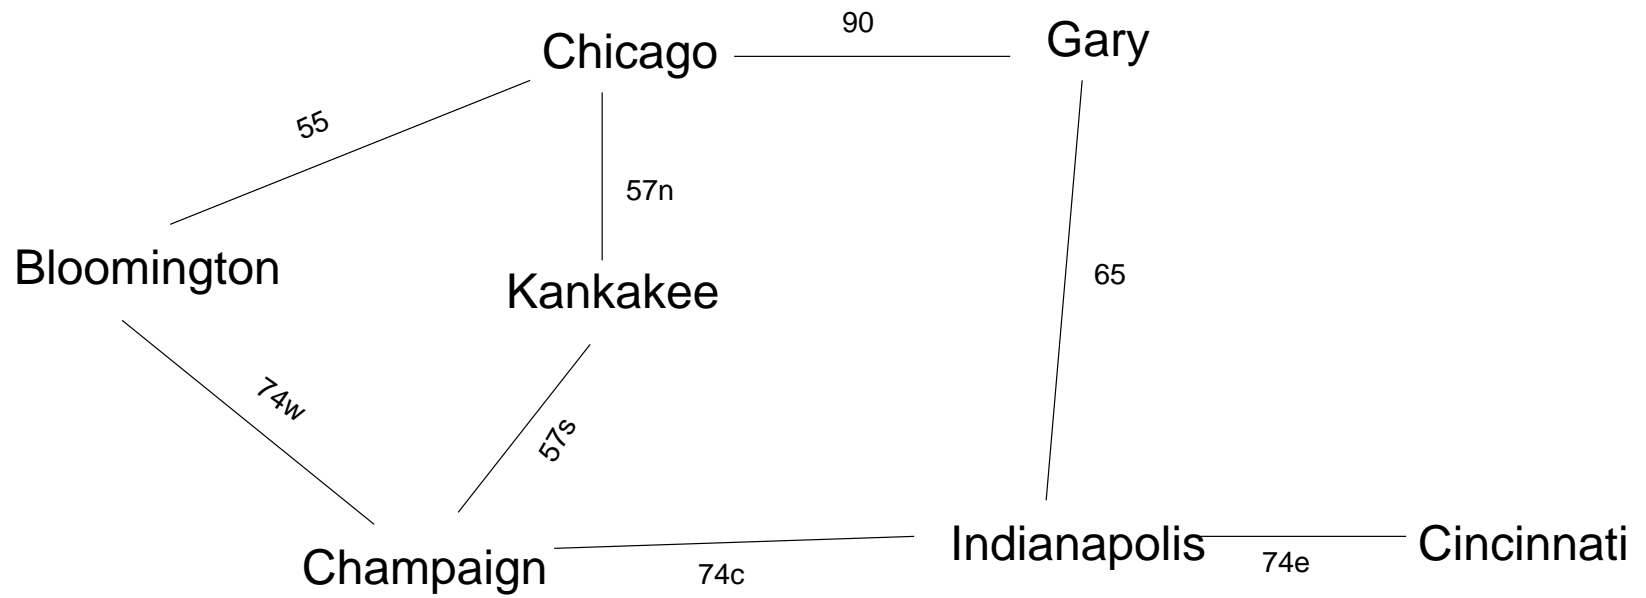 90
Chicago
Gary
55
57n
Bloomington
Kankakee
65
74w
57s
Champaign
Indianapolis
Cincinnati
74c
74e